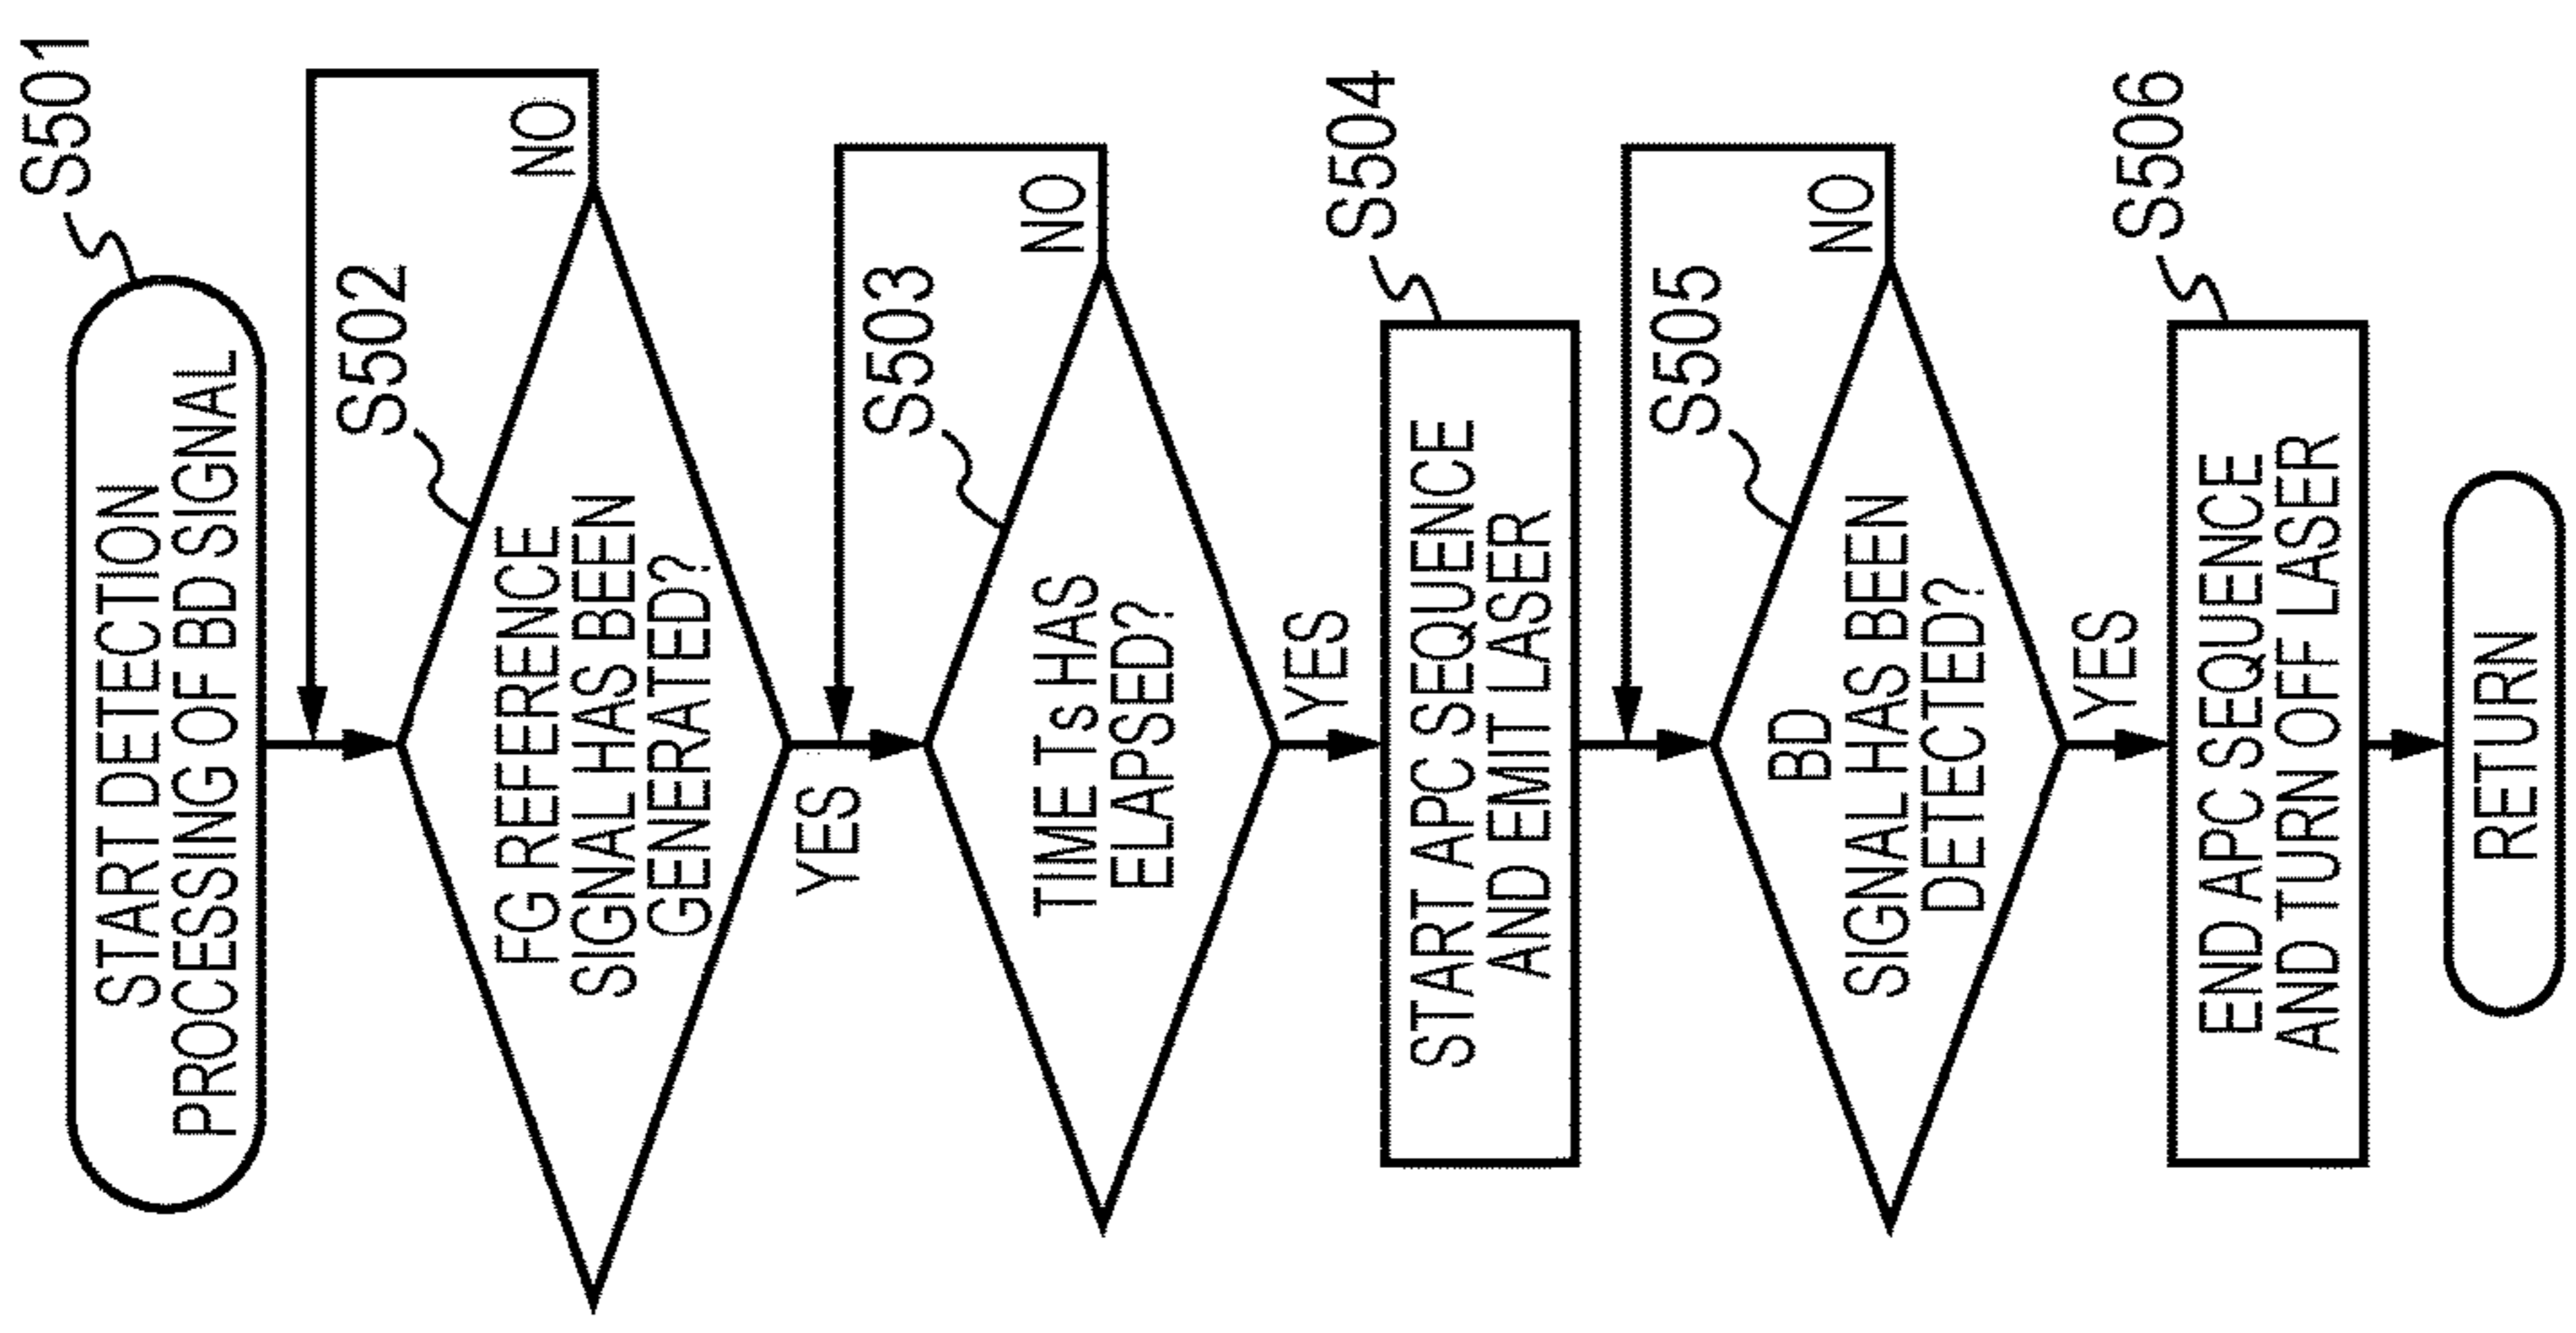 S501
START DETECTION
PROCESSING OF BD SIGNAL
S502
NO
FG REFERENCE
SIGNAL HAS BEEN
GENERATED?
YES
S503
NO
TIME Ts HAS
ELAPSED?
YES
S504
START APC SEQUENCE
AND EMIT LASER
S505
NO
BD
SIGNAL HAS BEEN
DETECTED?
YES
S506
END APC SEQUENCE
AND TURN OFF LASER
RETURN